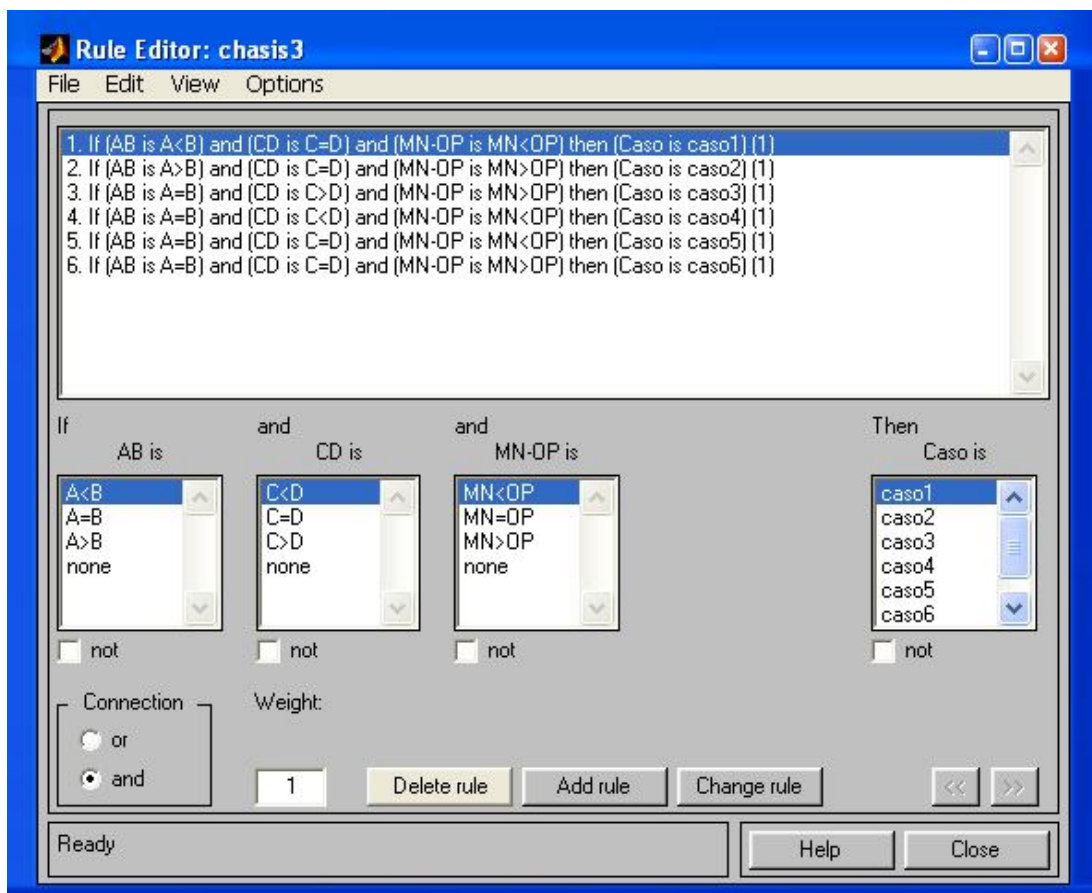 Rule Editor: chasis3
File Edit View Options
1. If (AB is A<B) and (CD is C=D) and (MN-OP is MN<OP) then (Caso is caso1) (1)
2. If (AB is A>B) and (CD is C=D) and (MN-OP is MN>OP) then (Caso is caso2) (1)
3. If (AB is A=B) and (CD is C>D) and (MN-OP is MN>OP) then (Caso is caso3) (1)
4. If (AB is A=B) and (CD is C<D) and (MN-OP is MN<OP) then (Caso is caso4) (1)
5. If (AB is A=B) and (CD is C=D) and (MN-OP is MN<OP) then (Caso is caso5) (1)
6. If (AB is A=B) and (CD is C=D) and (MN-OP is MN>OP) then (Caso is caso6) (1)
If and and Then
AB is CD is MN-OP is Caso is
A<B C<D MN<OP caso1
A=B C=D MN=OP caso2
A>B C>D MN>OP caso3
none none none caso4
caso5
caso6
not not not not
Connection Weight:
or
and 1 Delete rule Add rule Change rule << >>
Ready Help Close